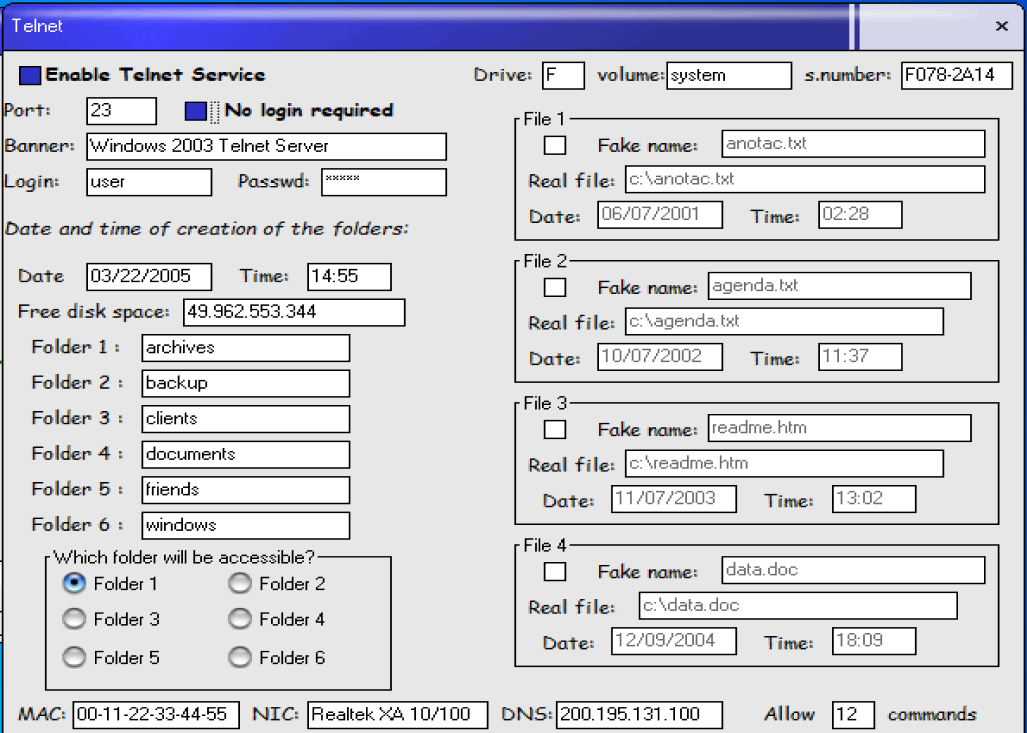 Telnet
Enable Telnet Service
Drive: F volume: system s.number: F078-2A14
Port: 23 No login required
Banner: Windows 2003 Telnet Server
Login: user Passwd: *****
Date and time of creation of the folders:
Date 03/22/2005 Time: 14:55
Free disk space: 49.962.553.344
Folder 1 : archives
Folder 2 : backup
Folder 3 : clients
Folder 4 : documents
Folder 5 : friends
Folder 6 : windows
Which folder will be accessible?
Folder 1 Folder 2
Folder 3 Folder 4
Folder 5 Folder 6
File 1
Fake name: anotac.txt
Real file: c:\anotac.txt
Date: 06/07/2001 Time: 02:28
File 2
Fake name: agenda.txt
Real file: c:\agenda.txt
Date: 10/07/2002 Time: 11:37
File 3
Fake name: readme.htm
Real file: c:\readme.htm
Date: 11/07/2003 Time: 13:02
File 4
Fake name: data.doc
Real file: c:\data.doc
Date: 12/09/2004 Time: 18:09
MAC: 00-11-22-33-44-55 NIC: Realtek XA 10/100 DNS: 200.195.131.100 Allow 12 commands